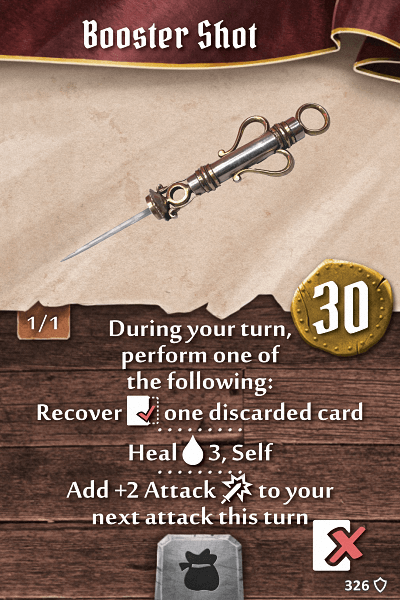 Booster Shot
30
1/1
During your turn,
perform one of
the following:
Recover one discarded card
Heal 3, Self
Add +2 Attack to your
next attack this turn
326